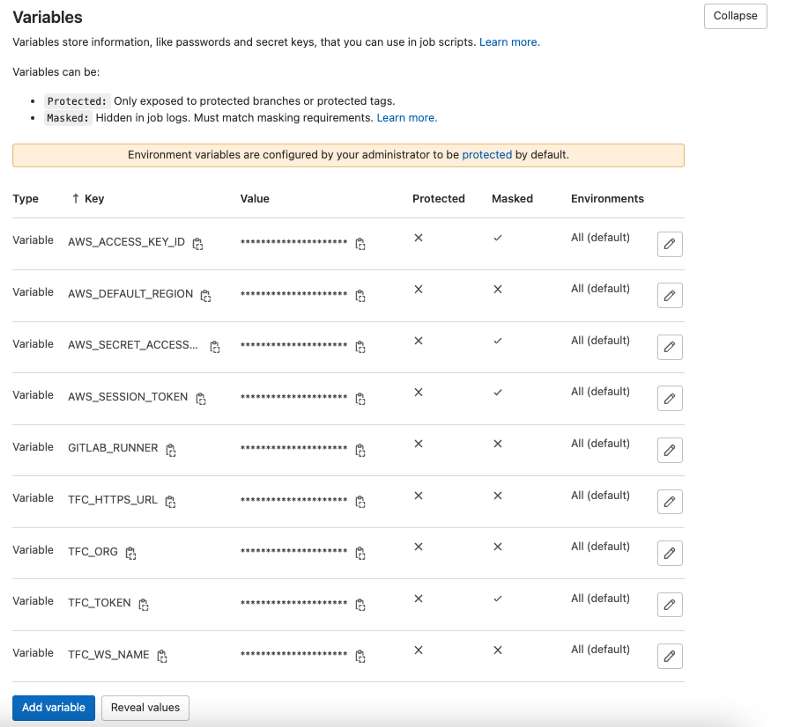 Variables
Collapse
Variables store information, like passwords and secret keys, that you can use in job scripts. Learn more.
Variables can be:
• Protected: Only exposed to protected branches or protected tags.
• Masked: Hidden in job logs. Must match masking requirements. Learn more.
Environment variables are configured by your administrator to be protected by default.
Type ↑ Key Value Protected Masked Environments
Variable AWS_ACCESS_KEY_ID ********************* ✕ ✓ All (default)
Variable AWS_DEFAULT_REGION ********************* ✕ ✕ All (default)
Variable AWS_SECRET_ACCESS... ********************* ✕ ✓ All (default)
Variable AWS_SESSION_TOKEN ********************* ✕ ✓ All (default)
Variable GITLAB_RUNNER ********************* ✕ ✕ All (default)
Variable TFC_HTTPS_URL ********************* ✕ ✕ All (default)
Variable TFC_ORG ********************* ✕ ✕ All (default)
Variable TFC_TOKEN ********************* ✕ ✓ All (default)
Variable TFC_WS_NAME ********************* ✕ ✕ All (default)
Add variable Reveal values